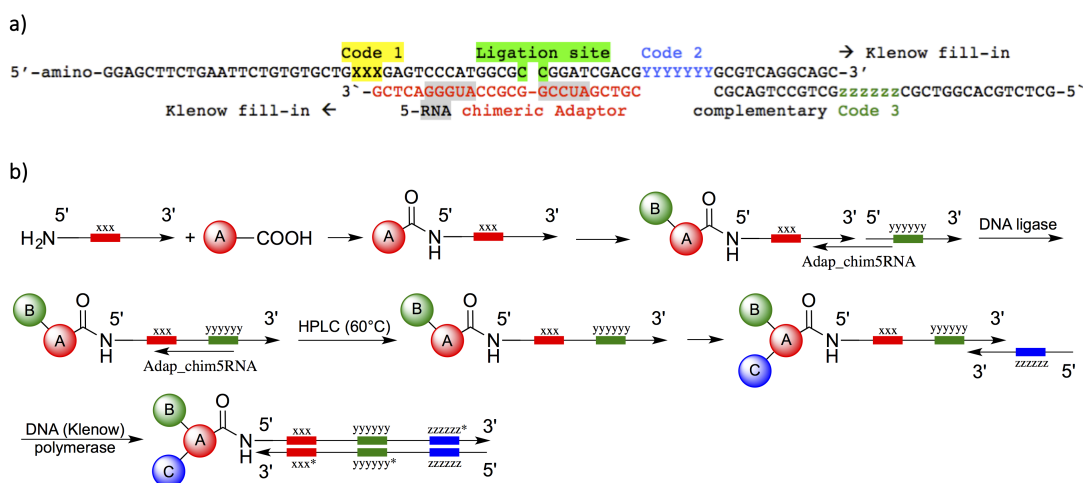 a)
Code 1 Ligation site Code 2 → Klenow fill-in
5’-amino-GGAGCTTCTGAATTCTGTGTGCTGXXXGAGTCCCATGGCGC CGGATCGACGYYYYYYYGCGTCAGGCAGC-3’
3`-GCTCAGGGUACCGCG-GCCUAGCTGC CGCAGTCCGTCGzzzzzzCGCTGGCACGTCTCG-5`
Klenow fill-in ← 5-RNA chimeric Adaptor complementary Code 3
b)
5' 3' O 5' 3' B O 5' 3' 5' 3'
xxx xxx xxx yyyyyy DNA ligase
H₂N + A COOH A N H A N H
Adap_chim5RNA
B O 5' 3' HPLC (60°C) B O 5' 3' B O 5' 3'
xxx yyyyyy xxx yyyyyy xxx yyyyyy
A N H A N H A N H
Adap_chim5RNA C 3' zzzzzz 5'
DNA (Klenow) B O 5' 3'
polymerase xxx yyyyyy zzzzzz*
A N H
C 3' xxx* yyyyyy* zzzzzz 5'